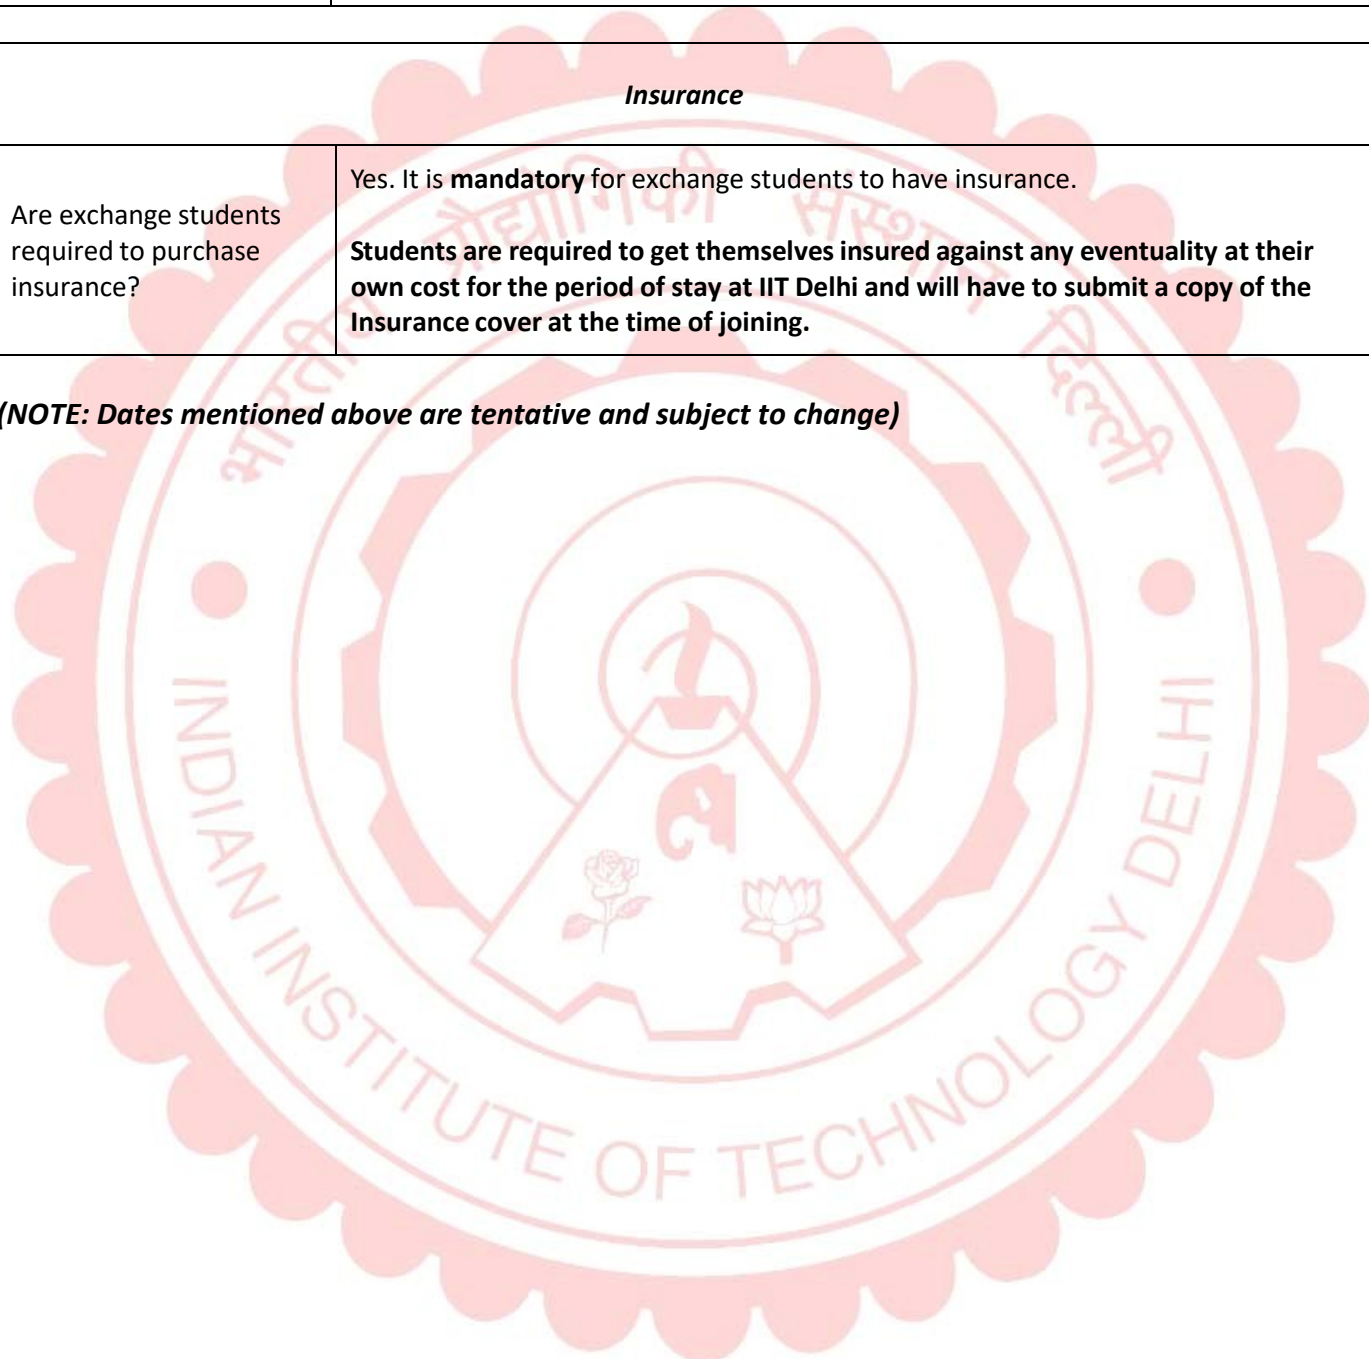 Insurance
Are exchange students
required to purchase
insurance?
Yes. It is mandatory for exchange students to have insurance.
Students are required to get themselves insured against any eventuality at their
own cost for the period of stay at IIT Delhi and will have to submit a copy of the
Insurance cover at the time of joining.
(NOTE: Dates mentioned above are tentative and subject to change)
भारतीय प्रौद्योगिकी संस्थान दिल्ली
INDIAN INSTITUTE OF TECHNOLOGY DELHI